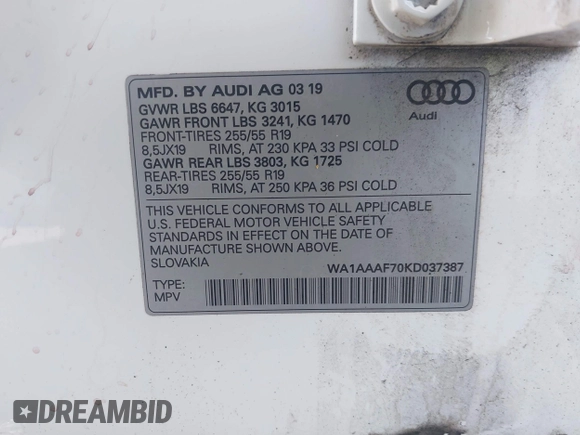 MFD. BY AUDI AG 03 19
GVWR LBS 6647, KG 3015
GAWR FRONT LBS 3241, KG 1470
FRONT-TIRES 255/55 R19
8,5JX19 RIMS, AT 230 KPA 33 PSI COLD
GAWR REAR LBS 3803, KG 1725
REAR-TIRES 255/55 R19
8,5JX19 RIMS, AT 250 KPA 36 PSI COLD
Audi
THIS VEHICLE CONFORMS TO ALL APPLICABLE
U.S. FEDERAL MOTOR VEHICLE SAFETY
STANDARDS IN EFFECT ON THE DATE OF
MANUFACTURE SHOWN ABOVE.
SLOVAKIA WA1AAAF70KD037387
TYPE:
MPV
DREAMBID